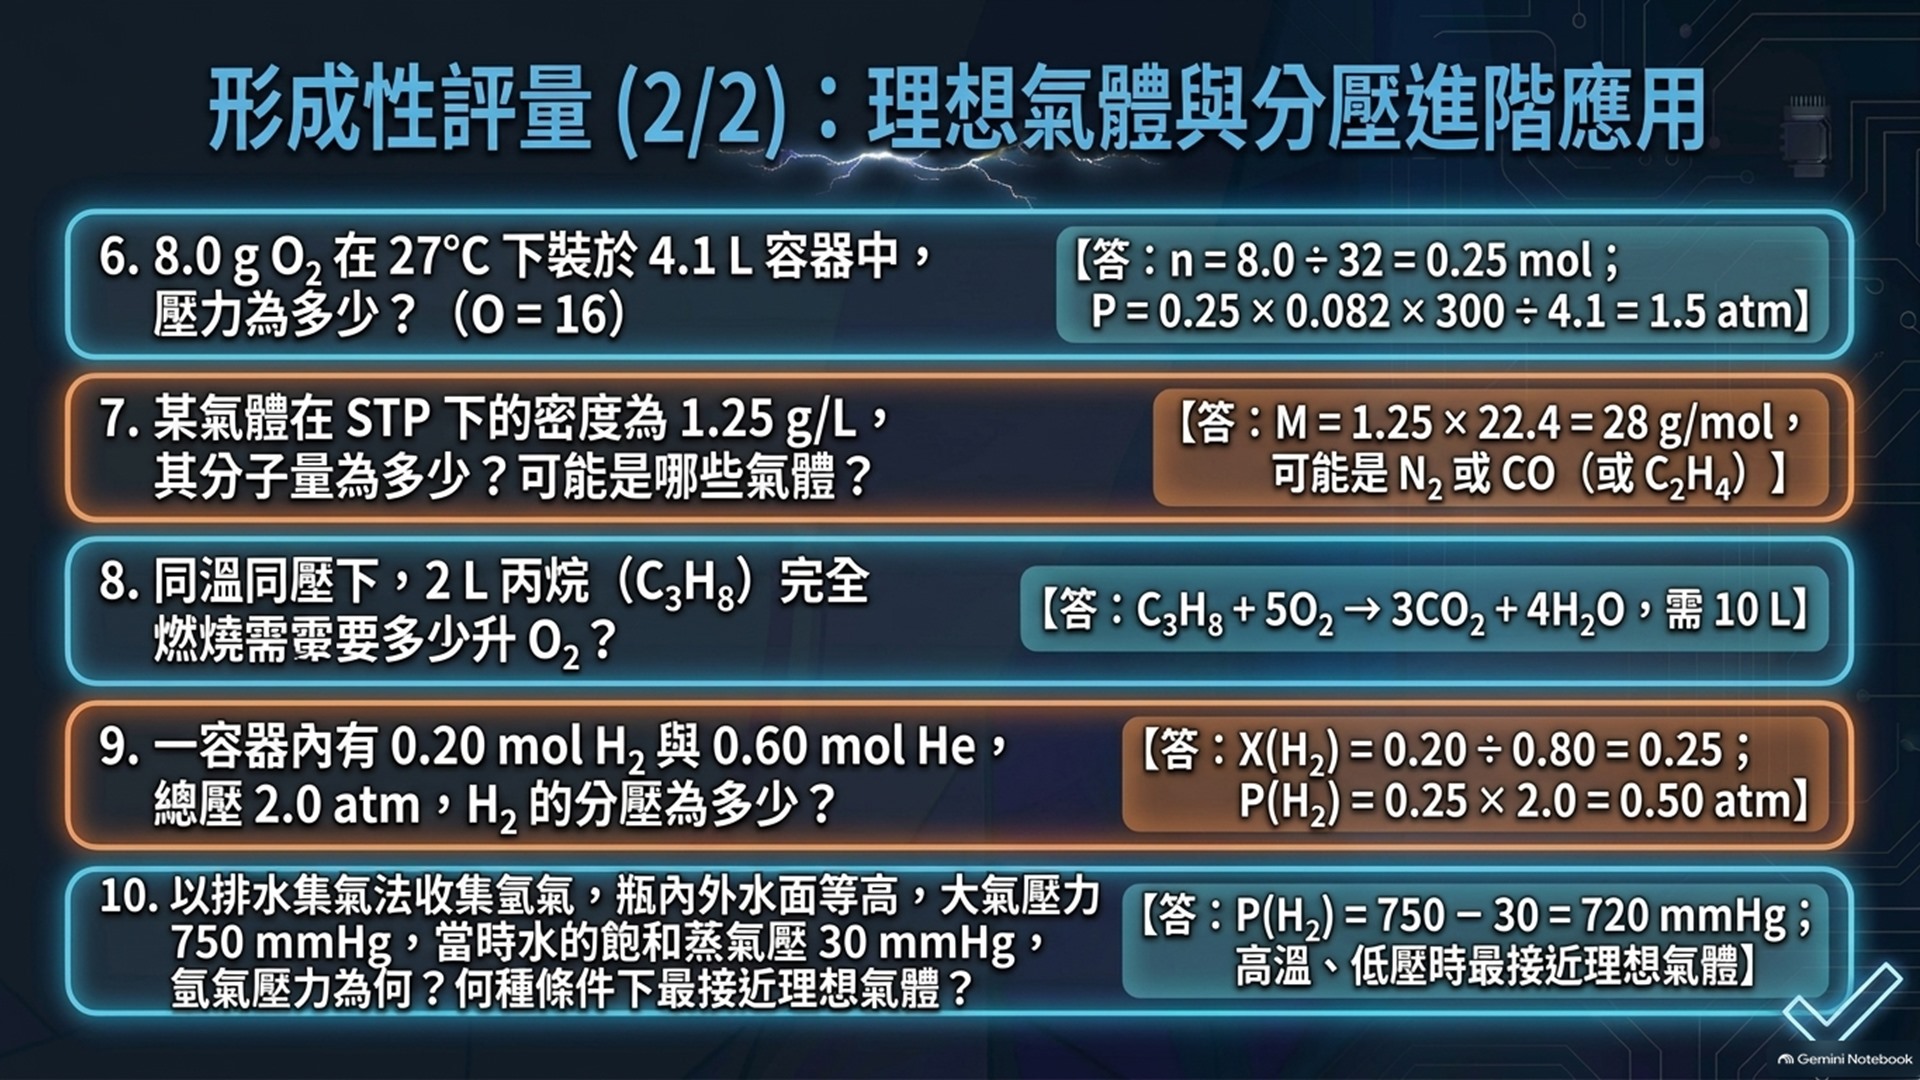 形成性評量 (2/2)：理想氣體與分壓進階應用
6. 8.0 g O₂ 在 27°C 下裝於 4.1 L 容器中，
壓力為多少？（O = 16）
【答：n = 8.0 ÷ 32 = 0.25 mol；
P = 0.25 × 0.082 × 300 ÷ 4.1 = 1.5 atm】
7. 某氣體在 STP 下的密度為 1.25 g/L，
其分子量為多少？可能是哪些氣體？
【答：M = 1.25 × 22.4 = 28 g/mol，
可能是 N₂ 或 CO（或 C₂H₄）】
8. 同溫同壓下，2 L 丙烷（C₃H₈）完全
燃燒需要多少升 O₂？
【答：C₃H₈ + 5O₂ → 3CO₂ + 4H₂O，需 10 L】
9. 一容器內有 0.20 mol H₂ 與 0.60 mol He，
總壓 2.0 atm，H₂ 的分壓為多少？
【答：X(H₂) = 0.20 ÷ 0.80 = 0.25；
P(H₂) = 0.25 × 2.0 = 0.50 atm】
10. 以排水集氣法收集氫氣，瓶內外水面等高，大氣壓力
750 mmHg，當時水的飽和蒸氣壓 30 mmHg，
氫氣壓力為何？何種條件下最接近理想氣體？
【答：P(H₂) = 750 − 30 = 720 mmHg；
高溫、低壓時最接近理想氣體】
Gemini Notebook